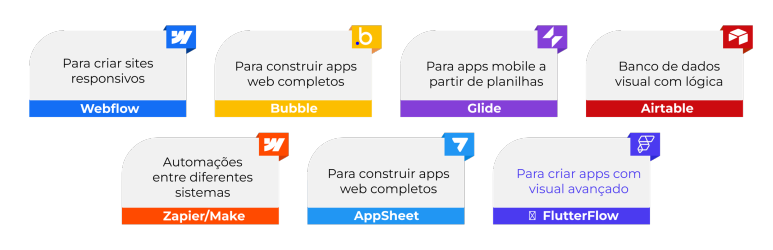 Para criar sites
responsivos
Webflow
Para construir apps
web completos
Bubble
Para apps mobile a
partir de planilhas
Glide
Banco de dados
visual com lógica
Airtable
Automações
entre diferentes
sistemas
Zapier/Make
Para construir apps
web completos
AppSheet
Para criar apps com
visual avançado
FlutterFlow